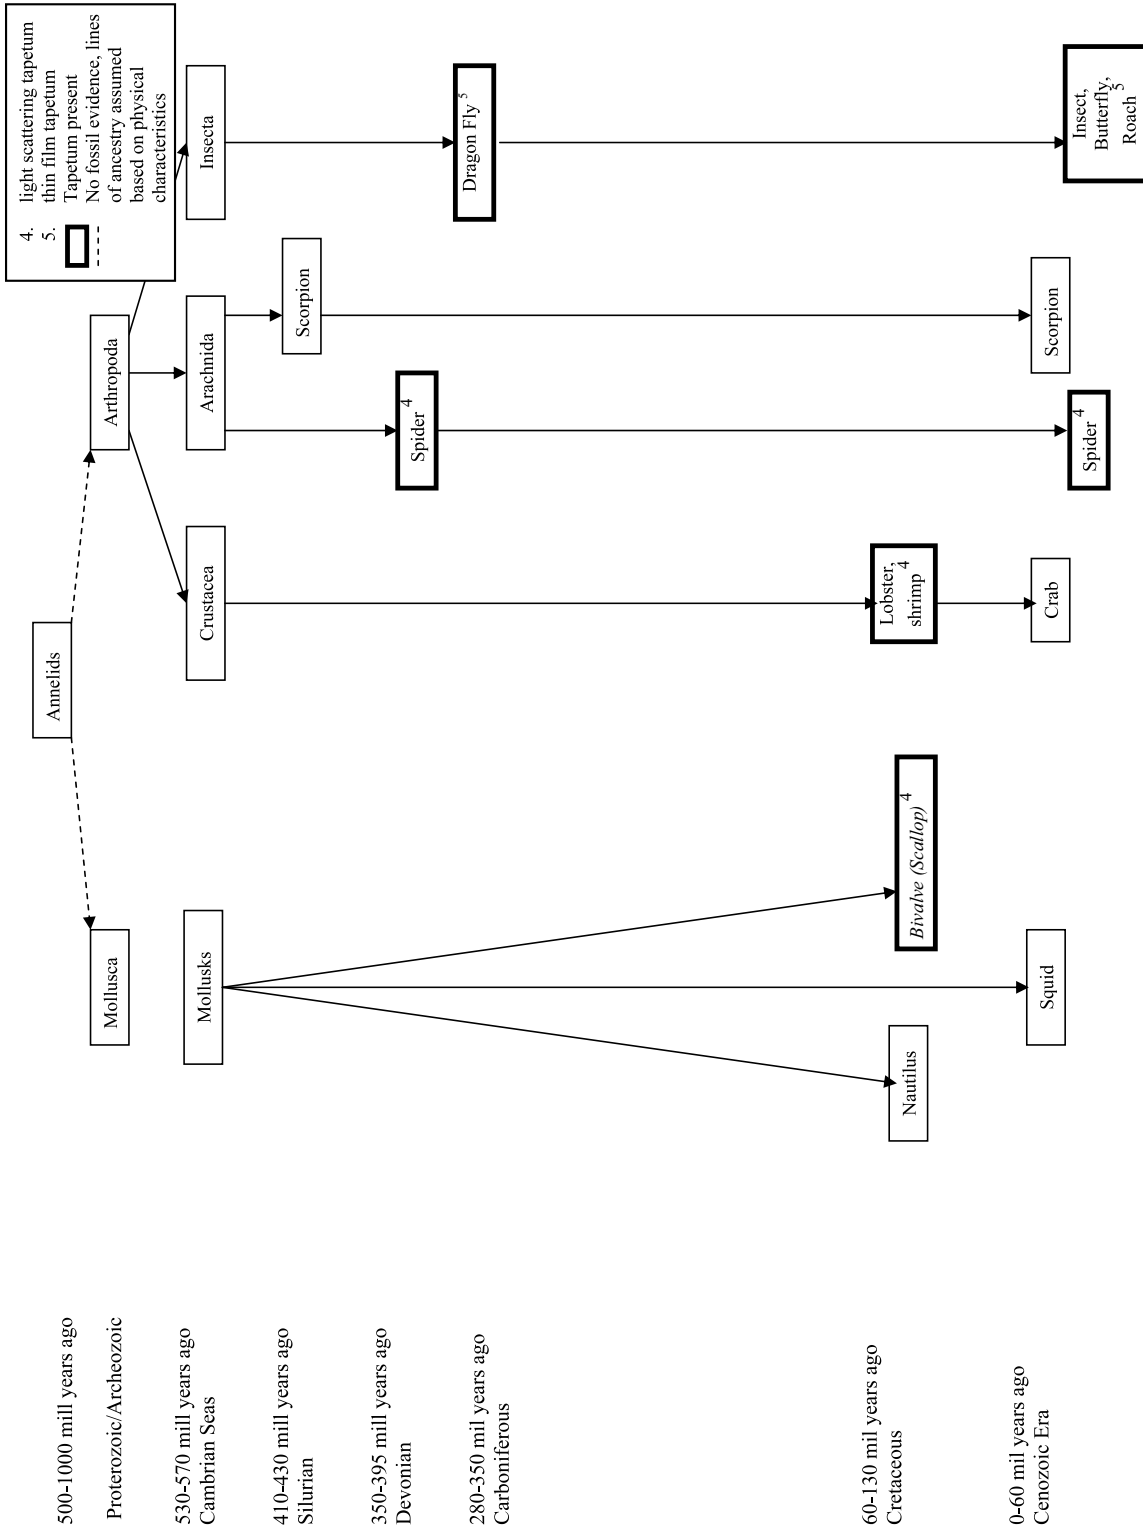 4. light scattering tapetum
5. thin film tapetum
Tapetum present
No fossil evidence, lines
of ancestry assumed
based on physical
characteristics
500-1000 mill years ago
Proterozoic/Archeozoic
Annelids
Mollusca
Arthropoda
530-570 mill years ago
Cambrian Seas
Mollusks
Crustacea
Arachnida
Insecta
410-430 mill years ago
Silurian
Scorpion
350-395 mill years ago
Devonian
Spider 4
280-350 mil years ago
Carboniferous
Dragon Fly 5
60-130 mil years ago
Cretaceous
Nautilus
Bivalve (Scallop) 4
Lobster,
shrimp 4
0-60 mil years ago
Cenozoic Era
Squid
Crab
Spider 4
Scorpion
Insect,
Butterfly,
Roach 5